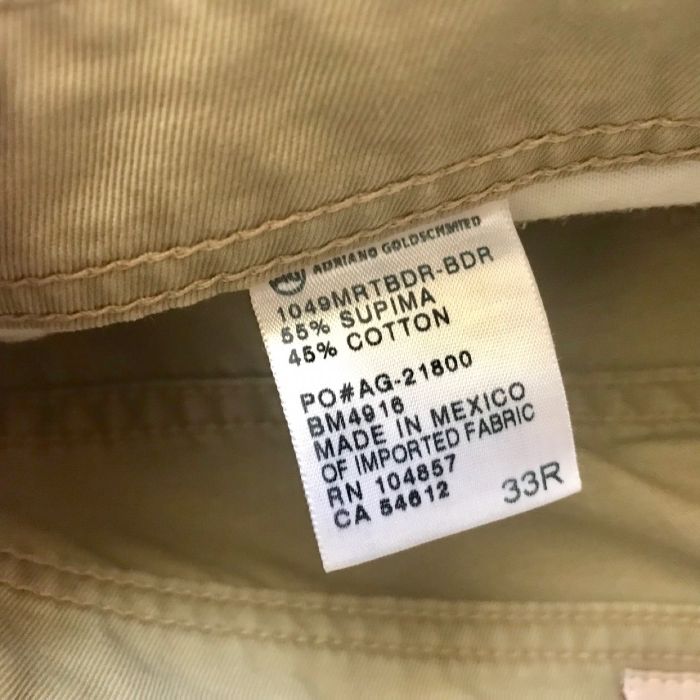 ADRIANO GOLDSCHMIED
1049MRTBDR-BDR
55% SUPIMA
45% COTTON
PO#AG-21800
BM4916
MADE IN MEXICO
OF IMPORTED FABRIC
RN 104857
CA 54612
33R